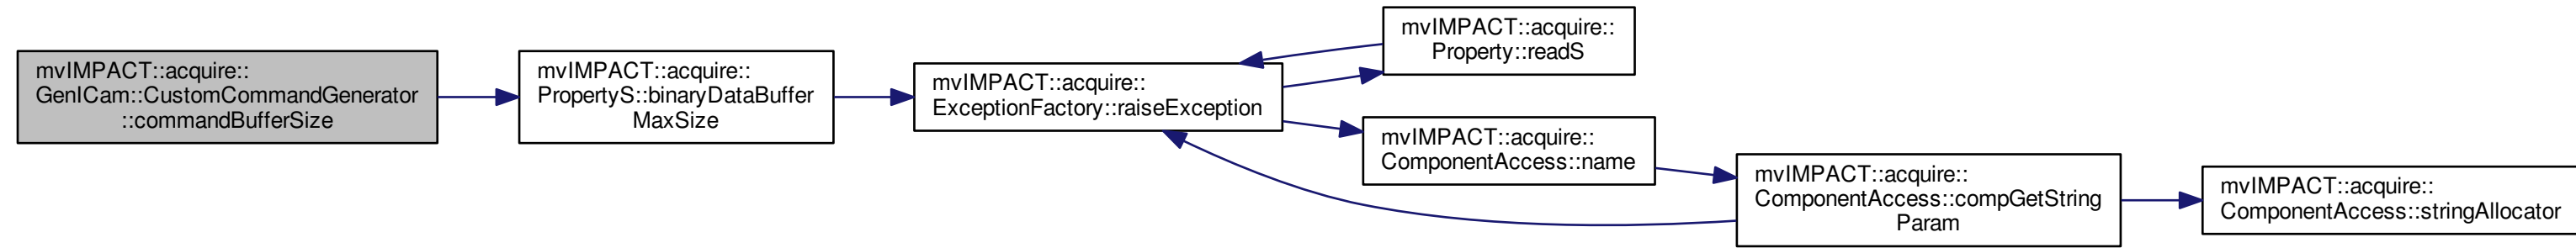 mvIMPACT::acquire::
GenICam::CustomCommandGenerator
::commandBufferSize
mvIMPACT::acquire::
PropertyS::binaryDataBuffer
MaxSize
mvIMPACT::acquire::
ExceptionFactory::raiseException
mvIMPACT::acquire::
Property::readS
mvIMPACT::acquire::
ComponentAccess::name
mvIMPACT::acquire::
ComponentAccess::compGetString
Param
mvIMPACT::acquire::
ComponentAccess::stringAllocator